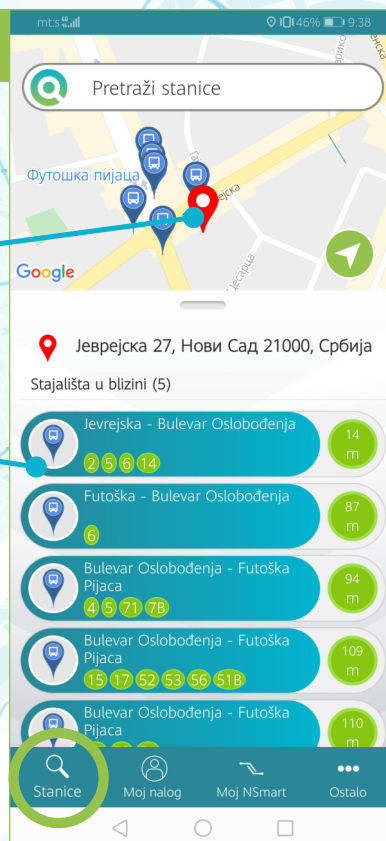 mt:s 46% 9:38
Pretraži stanice
Футошка пијаца
Google
Јеврејска 27, Нови Сад 21000, Србија
Stajališta u blizini (5)
Jevrejska - Bulevar Oslobođenja
2 5 6 14
14 m
Futoška - Bulevar Oslobođenja
6
87 m
Bulevar Oslobođenja - Futoška
Pijaca
4 5 71 7B
94 m
Bulevar Oslobođenja - Futoška
Pijaca
15 17 52 53 56 51B
109 m
Bulevar Oslobođenja - Futoška
Pijaca
110 m
Stanice Moj nalog Moj NSmart Ostalo